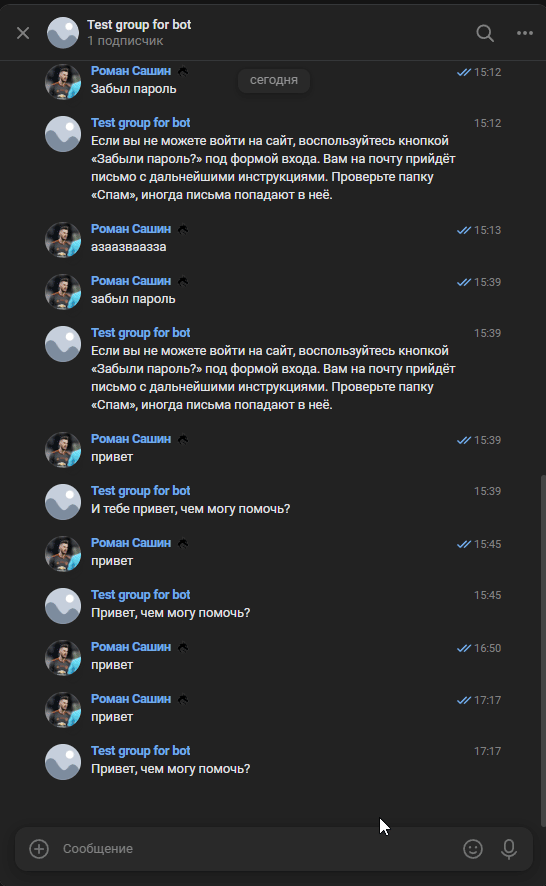 Test group for bot
1 подписчик
Роман Сашин 15:12
сегодня
Забыл пароль
Test group for bot 15:12
Если вы не можете войти на сайт, воспользуйтесь кнопкой
«Забыли пароль?» под формой входа. Вам на почту прийдёт
письмо с дальнейшими инструкциями. Проверьте папку
«Спам», иногда письма попадают в неё.
Роман Сашин 15:13
азаазваазза
Роман Сашин 15:39
забыл пароль
Test group for bot 15:39
Если вы не можете войти на сайт, воспользуйтесь кнопкой
«Забыли пароль?» под формой входа. Вам на почту прийдёт
письмо с дальнейшими инструкциями. Проверьте папку
«Спам», иногда письма попадают в неё.
Роман Сашин 15:39
привет
Test group for bot 15:39
И тебе привет, чем могу помочь?
Роман Сашин 15:45
привет
Test group for bot 15:45
Привет, чем могу помочь?
Роман Сашин 16:50
привет
Роман Сашин 17:17
привет
Test group for bot 17:17
Привет, чем могу помочь?
Сообщение